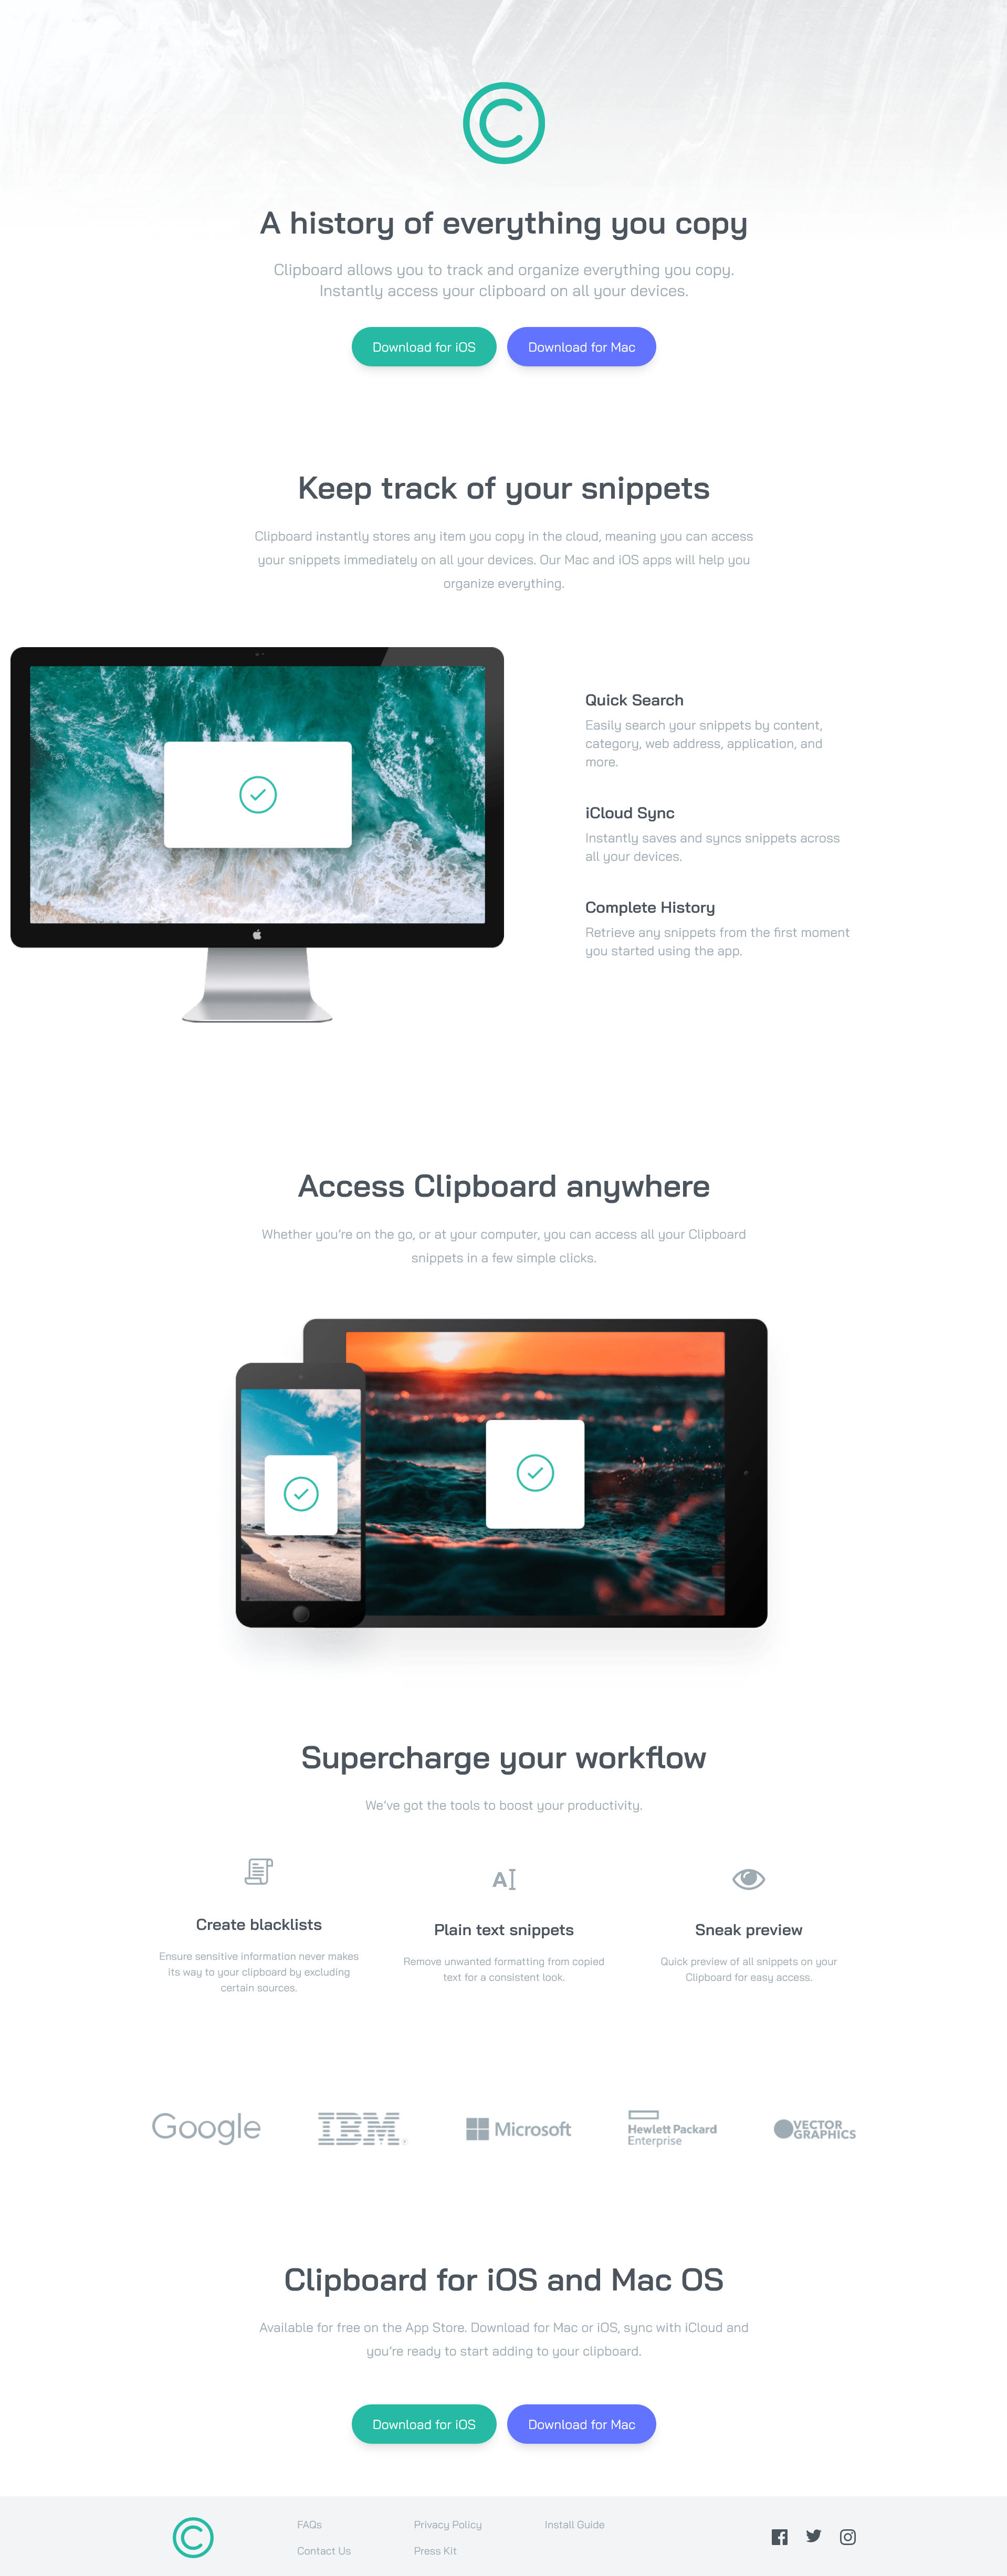 A history of everything you copy
Clipboard allows you to track and organize everything you copy.
Instantly access your clipboard on all your devices.
Download for iOS
Download for Mac
Keep track of your snippets
Clipboard instantly stores any item you copy in the cloud, meaning you can access
your snippets immediately on all your devices. Our Mac and iOS apps will help you
organize everything.
Quick Search
Easily search your snippets by content,
category, web address, application, and
more.
iCloud Sync
Instantly saves and syncs snippets across
all your devices.
Complete History
Retrieve any snippets from the first moment
you started using the app.
Access Clipboard anywhere
Whether you’re on the go, or at your computer, you can access all your Clipboard
snippets in a few simple clicks.
Supercharge your workflow
We’ve got the tools to boost your productivity.
Create blacklists
Ensure sensitive information never makes
its way to your clipboard by excluding
certain sources.
Plain text snippets
Remove unwanted formatting from copied
text for a consistent look.
Sneak preview
Quick preview of all snippets on your
Clipboard for easy access.
Google
IBM
Microsoft
Hewlett Packard
Enterprise
VECTOR
GRAPHICS
Clipboard for iOS and Mac OS
Available for free on the App Store. Download for Mac or iOS, sync with iCloud and
you’re ready to start adding to your clipboard.
Download for iOS
Download for Mac
FAQs
Contact Us
Privacy Policy
Press Kit
Install Guide